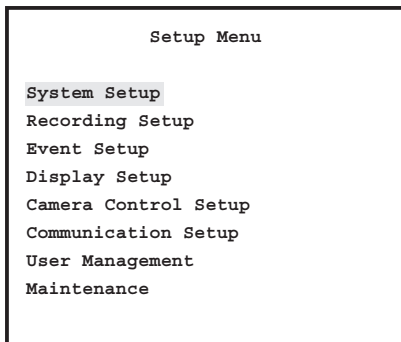 Setup Menu
System Setup
Recording Setup
Event Setup
Display Setup
Camera Control Setup
Communication Setup
User Management
Maintenance